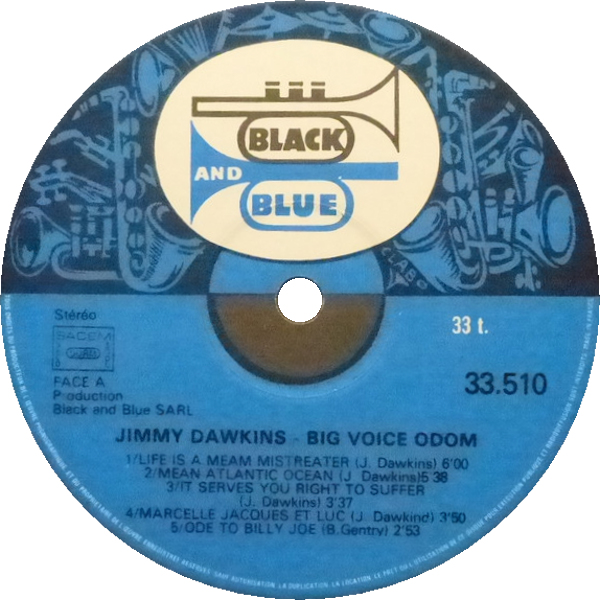 BLACK
AND
BLUE
CLAB
Stéréo
33 t.
SACEM
FACE A
33.510
Production
Black and Blue SARL
JIMMY DAWKINS - BIG VOICE ODOM
1/LIFE IS A MEAM MISTREATER (J. Dawkins) 6'00
2/MEAN ATLANTIC OCEAN (J Dawkins)5 38
3/IT SERVES YOU RIGHT TO SUFFER
(J. Dawkins) 3'37
4/MARCELLE JACQUES ET LUC (J. Dawkind) 3'50
5/ODE TO BILLY JOE (B.Gentry) 2'53